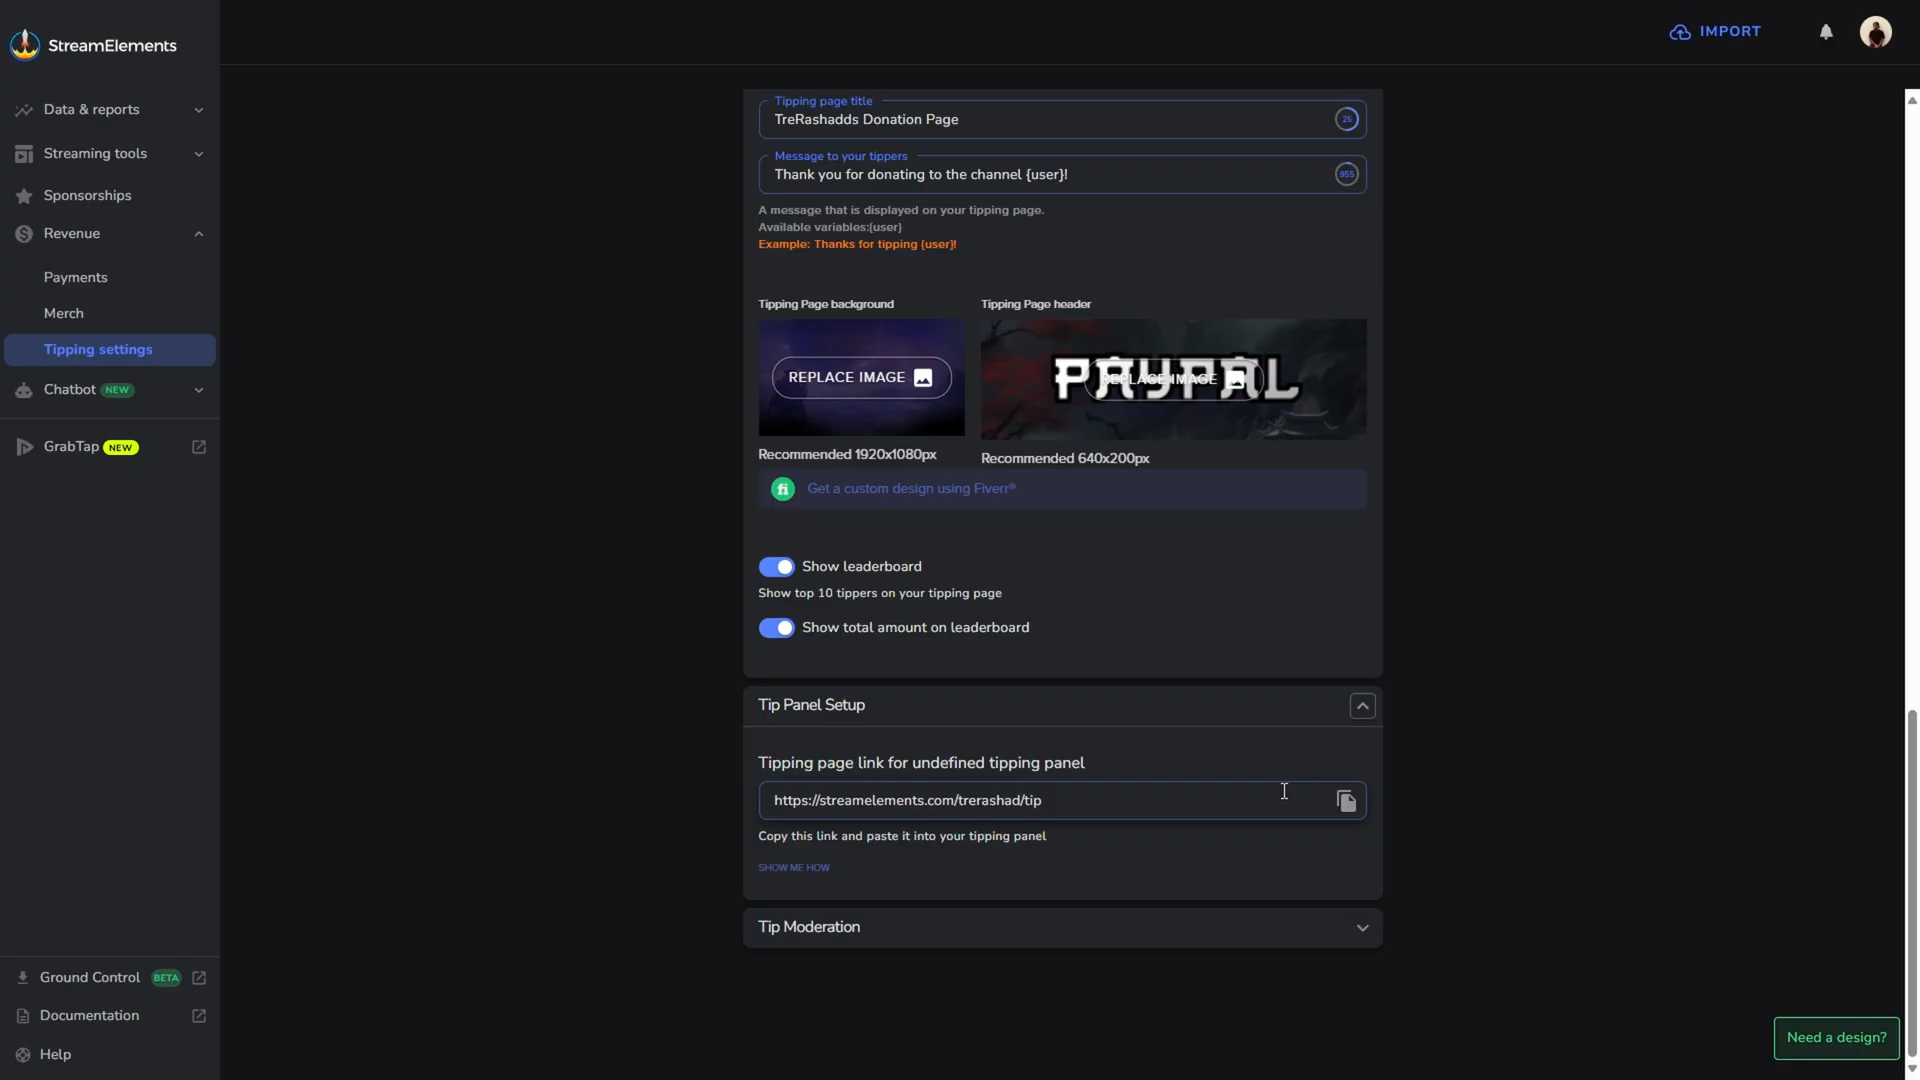 StreamElements
IMPORT
Data & reports
Streaming tools
Sponsorships
Revenue
Payments
Merch
Tipping settings
Chatbot NEW
GrabTap NEW
Tipping page title
TreRashadds Donation Page
25
Message to your tippers
Thank you for donating to the channel {user}!
955
A message that is displayed on your tipping page.
Available variables:{user}
Example: Thanks for tipping {user}!
Tipping Page background
Tipping Page header
REPLACE IMAGE
PAYPAL
REPLACE IMAGE
Recommended 1920x1080px
Recommended 640x200px
fi
Get a custom design using Fiverr®
Show leaderboard
Show top 10 tippers on your tipping page
Show total amount on leaderboard
Tip Panel Setup
Tipping page link for undefined tipping panel
https://streamelements.com/trerashad/tip
Copy this link and paste it into your tipping panel
SHOW ME HOW
Tip Moderation
Ground Control BETA
Documentation
Help
Need a design?